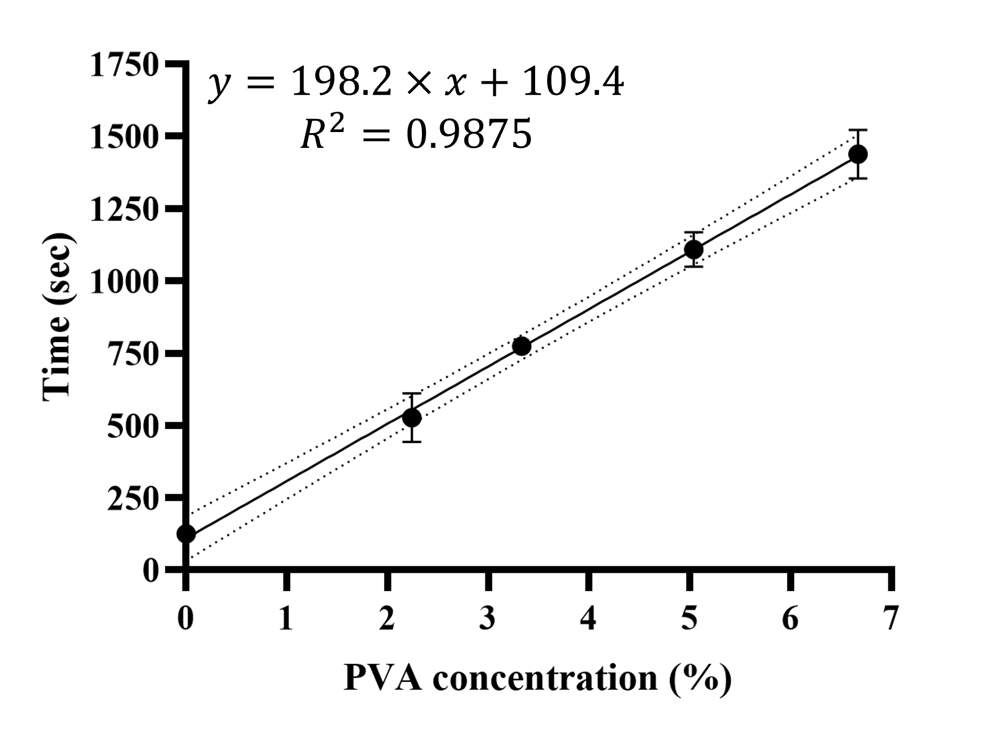 y = 198.2 × x + 109.4
R² = 0.9875
1750
1500
1250
1000
750
500
250
0
Time (sec)
0 1 2 3 4 5 6 7
PVA concentration (%)